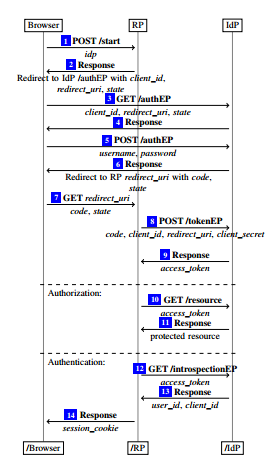 Browser RP IdP
1 POST /start
idp
2 Response
Redirect to IdP /authEP with client_id,
redirect_uri, state
3 GET /authEP
client_id, redirect_uri, state
4 Response
5 POST /authEP
username, password
6 Response
Redirect to RP redirect_uri with code,
state
7 GET redirect_uri
code, state
8 POST /tokenEP
code, client_id, redirect_uri, client_secret
9 Response
access_token
Authorization:
10 GET /resource
access_token
11 Response
protected resource
Authentication:
12 GET /introspectionEP
access_token
13 Response
user_id, client_id
14 Response
session_cookie
/Browser /RP /IdP